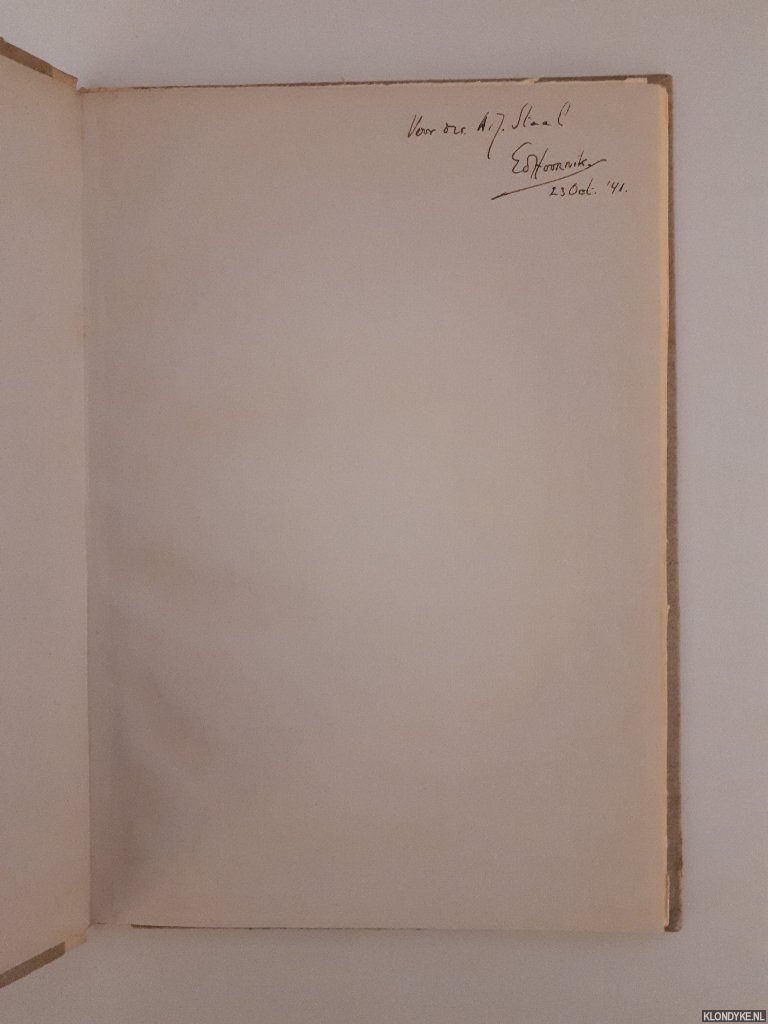 Voor drs. A.J. Staal
Ed Hoornik.
23 Oct. '41.
KLONDYKE.NL